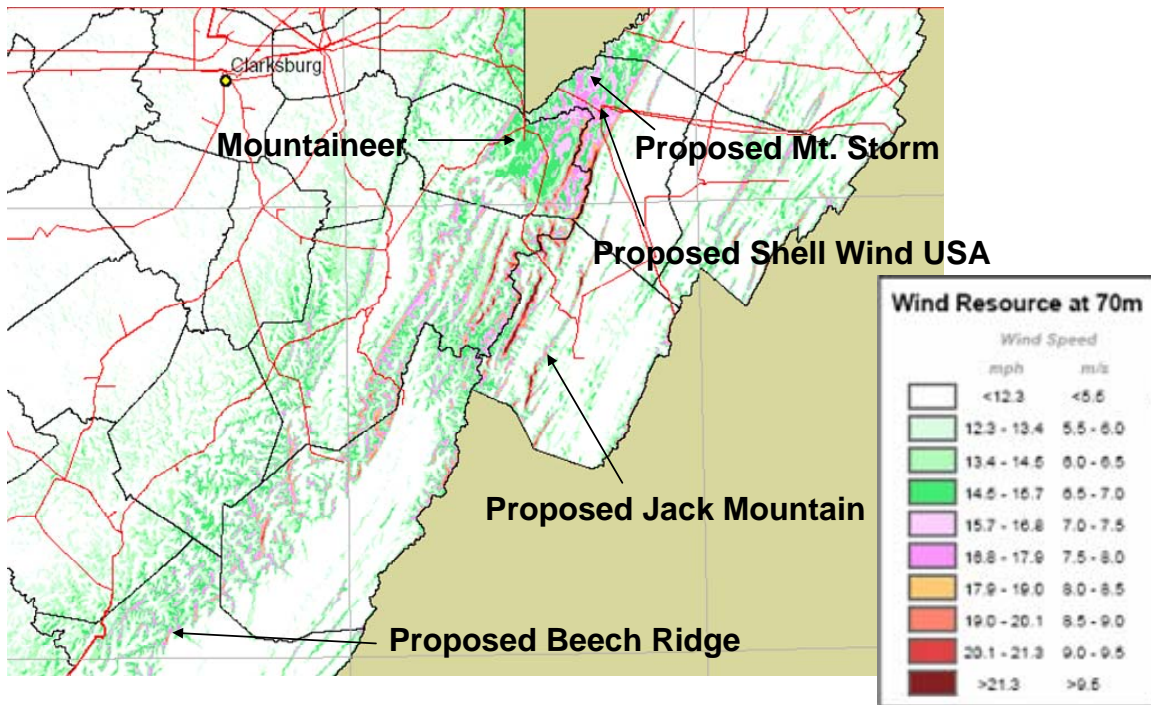 Clarksburg
Mountaineer
Proposed Mt. Storm
Proposed Shell Wind USA
Proposed Jack Mountain
Proposed Beech Ridge
Wind Resource at 70m
Wind Speed
mph m/s
<12.3 <5.5
12.3 - 13.4 5.5 - 6.0
13.4 - 14.5 6.0 - 6.5
14.5 - 15.7 6.5 - 7.0
15.7 - 16.8 7.0 - 7.5
16.8 - 17.9 7.5 - 8.0
17.9 - 19.0 8.0 - 8.5
19.0 - 20.1 8.5 - 9.0
20.1 - 21.3 9.0 - 9.5
>21.3 >9.5